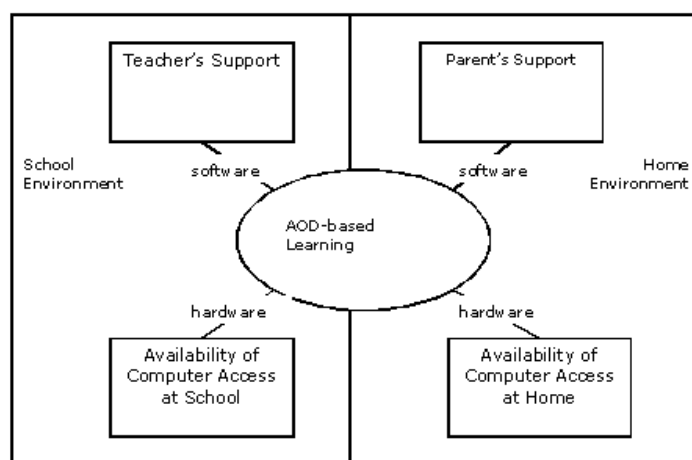 Teacher's Support
Parent's Support
School
Environment
software
software
Home
Environment
AOD-based
Learning
hardware
hardware
Availability of
Computer Access
at School
Availability of
Computer Access
at Home